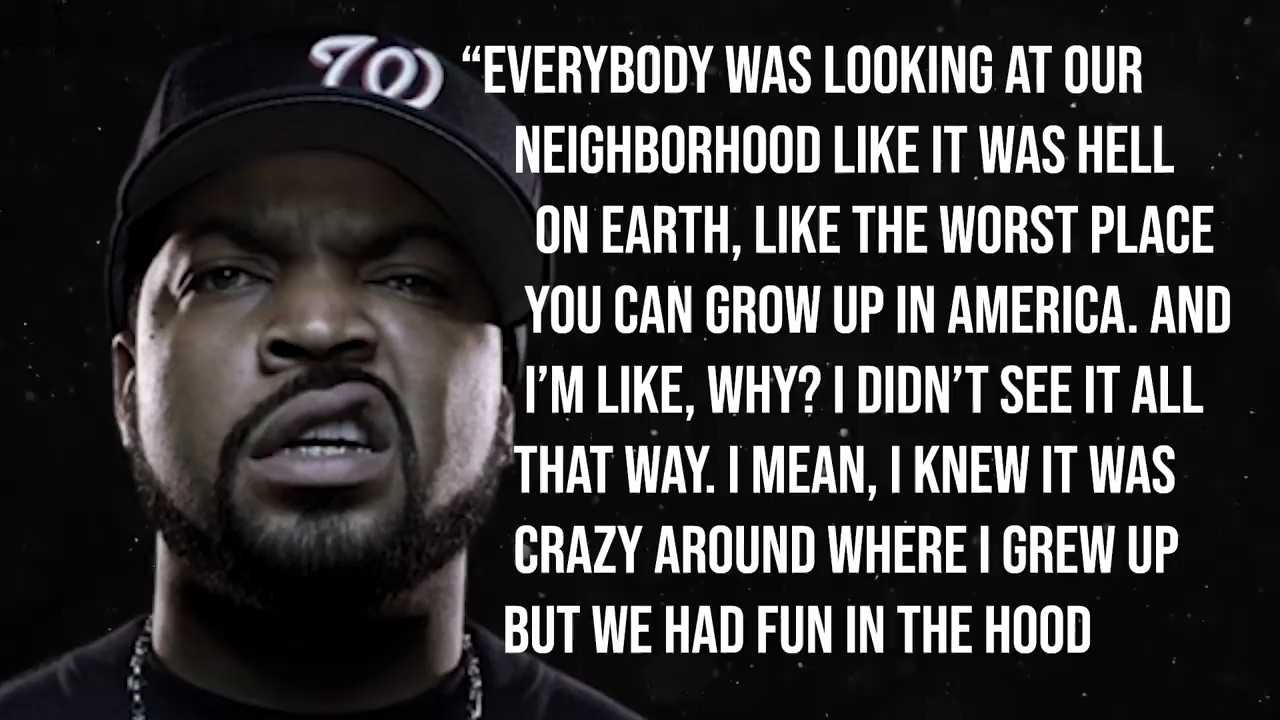 “EVERYBODY WAS LOOKING AT OUR
NEIGHBORHOOD LIKE IT WAS HELL
ON EARTH, LIKE THE WORST PLACE
YOU CAN GROW UP IN AMERICA. AND
I’M LIKE, WHY? I DIDN’T SEE IT ALL
THAT WAY. I MEAN, I KNEW IT WAS
CRAZY AROUND WHERE I GREW UP
BUT WE HAD FUN IN THE HOOD